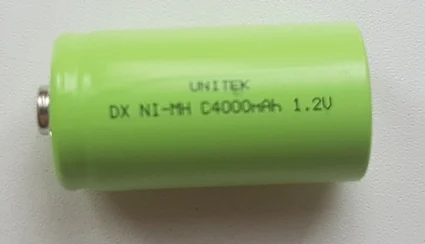 UNITEK
DX NI-MH C4000mAh 1.2V